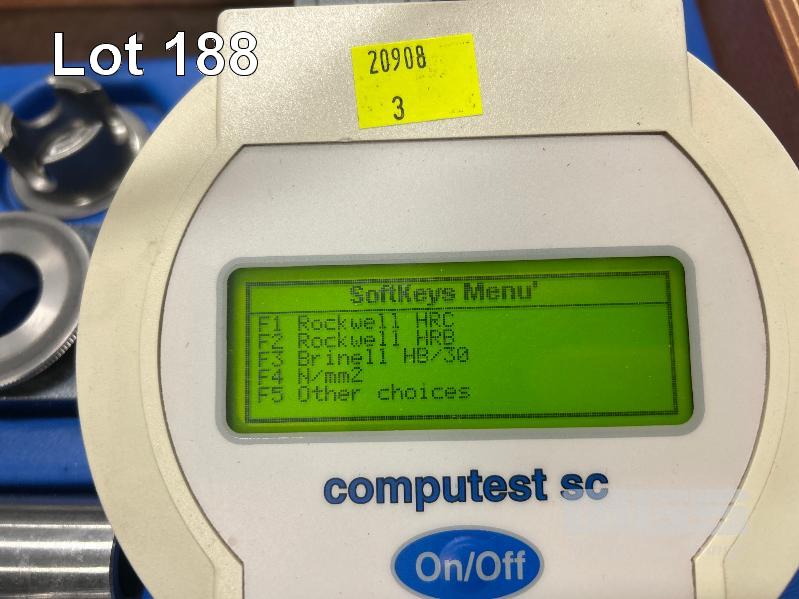 Lot 188
20908
3
SoftKeys Menu'
F1 Rockwell HRC
F2 Rockwell HRB
F3 Brinell HB/30
F4 N/mm2
F5 Other choices
computest sc
On/Off